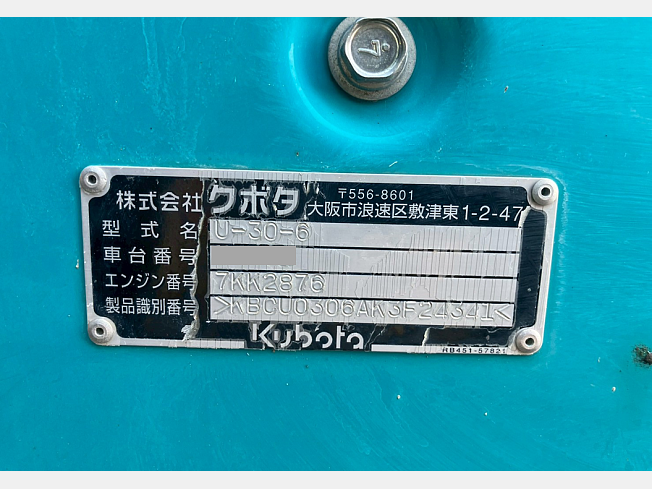 株式会社 クボタ 〒556-8601
大阪市浪速区敷津東1-2-47
型式名 U-30-6
車台番号
エンジン番号 7KK2876
製品識別番号 >KBCU0306AK3F24341<
Kubota
RB451-5782